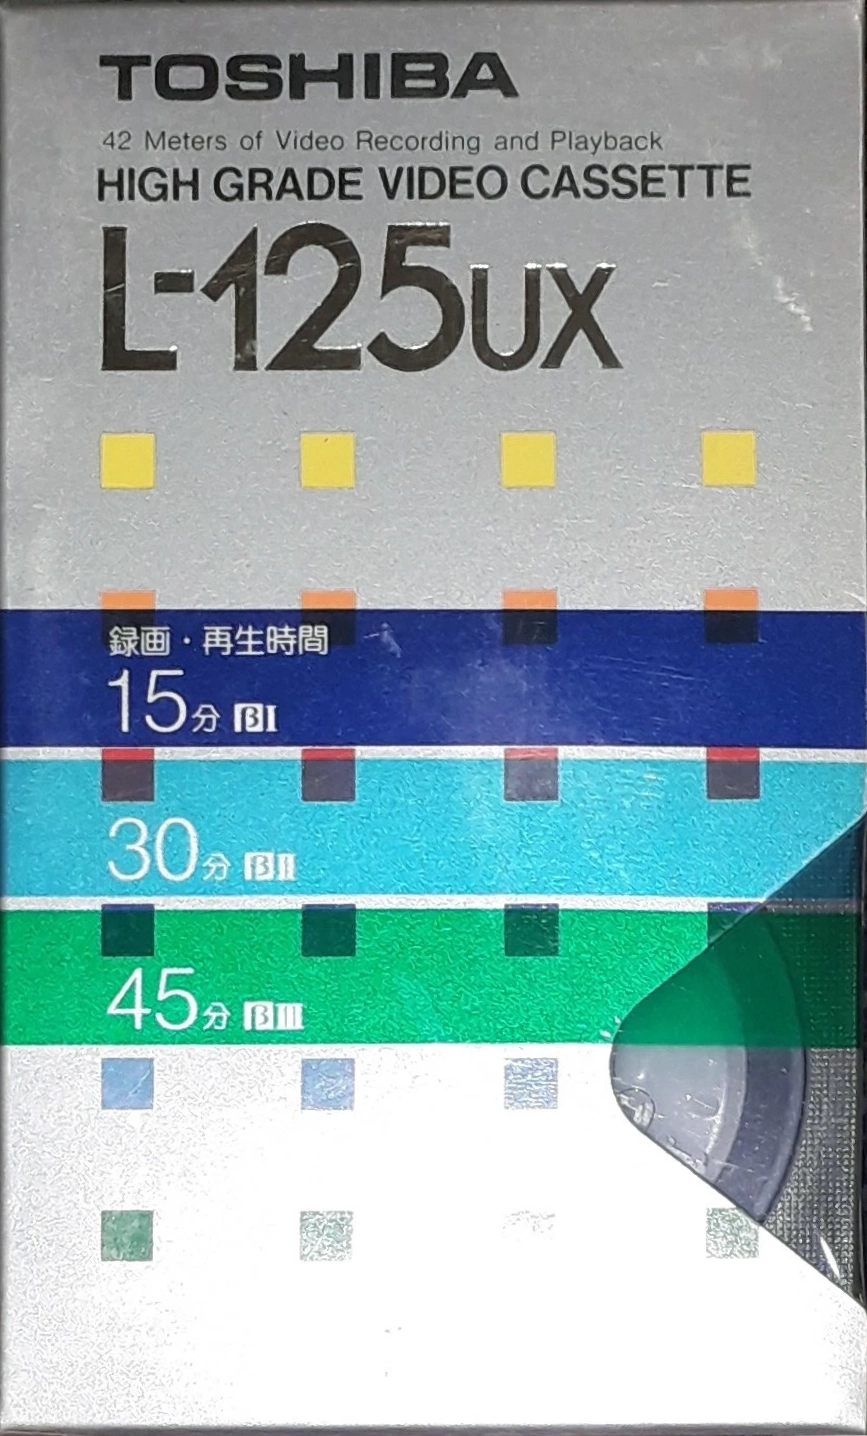 TOSHIBA
42 Meters of Video Recording and Playback
HIGH GRADE VIDEO CASSETTE
L-125UX
録画・再生時間
15分 βI
30分 βII
45分 βIII